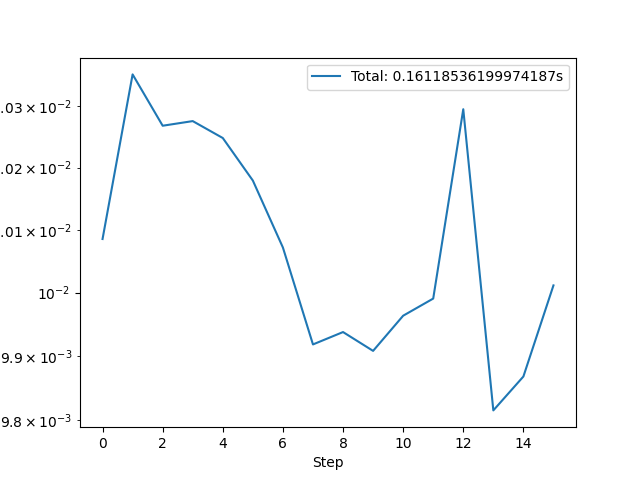 Total: 0.16118536199974187s
.03 × 10⁻²
.02 × 10⁻²
.01 × 10⁻²
10⁻²
9.9 × 10⁻³
9.8 × 10⁻³
0 2 4 6 8 10 12 14
Step